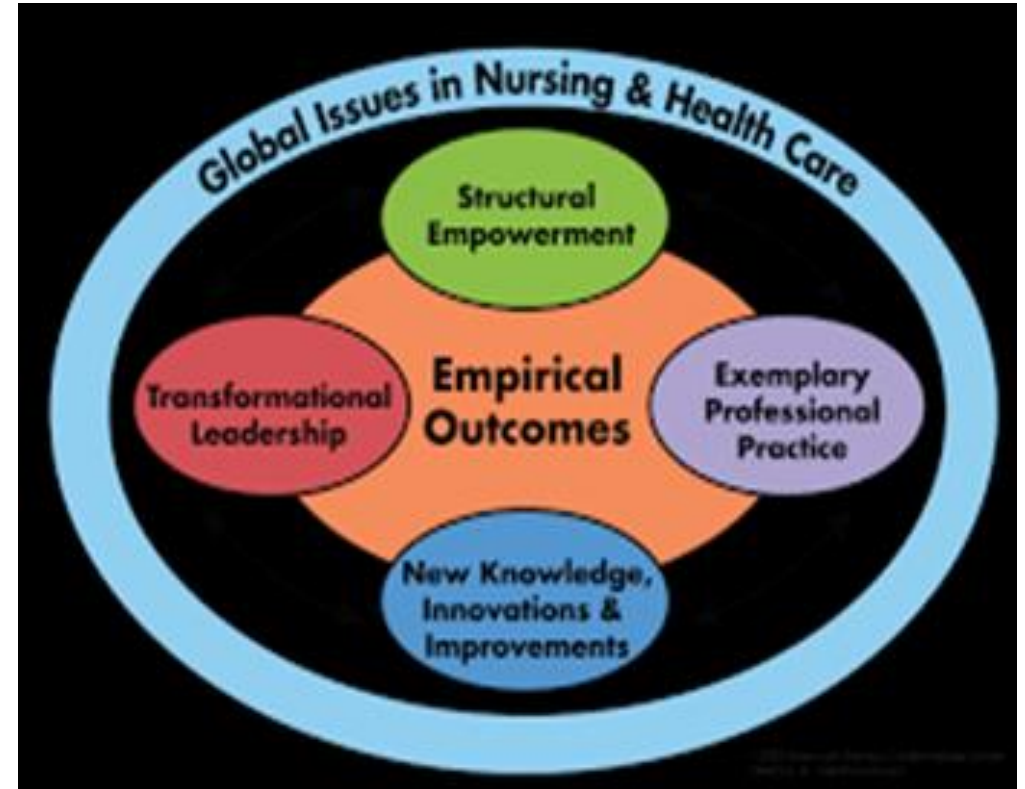 Global Issues in Nursing & Health Care
Structural
Empowerment
Transformational
Leadership
Empirical
Outcomes
Exemplary
Professional
Practice
New Knowledge,
Innovations &
Improvements